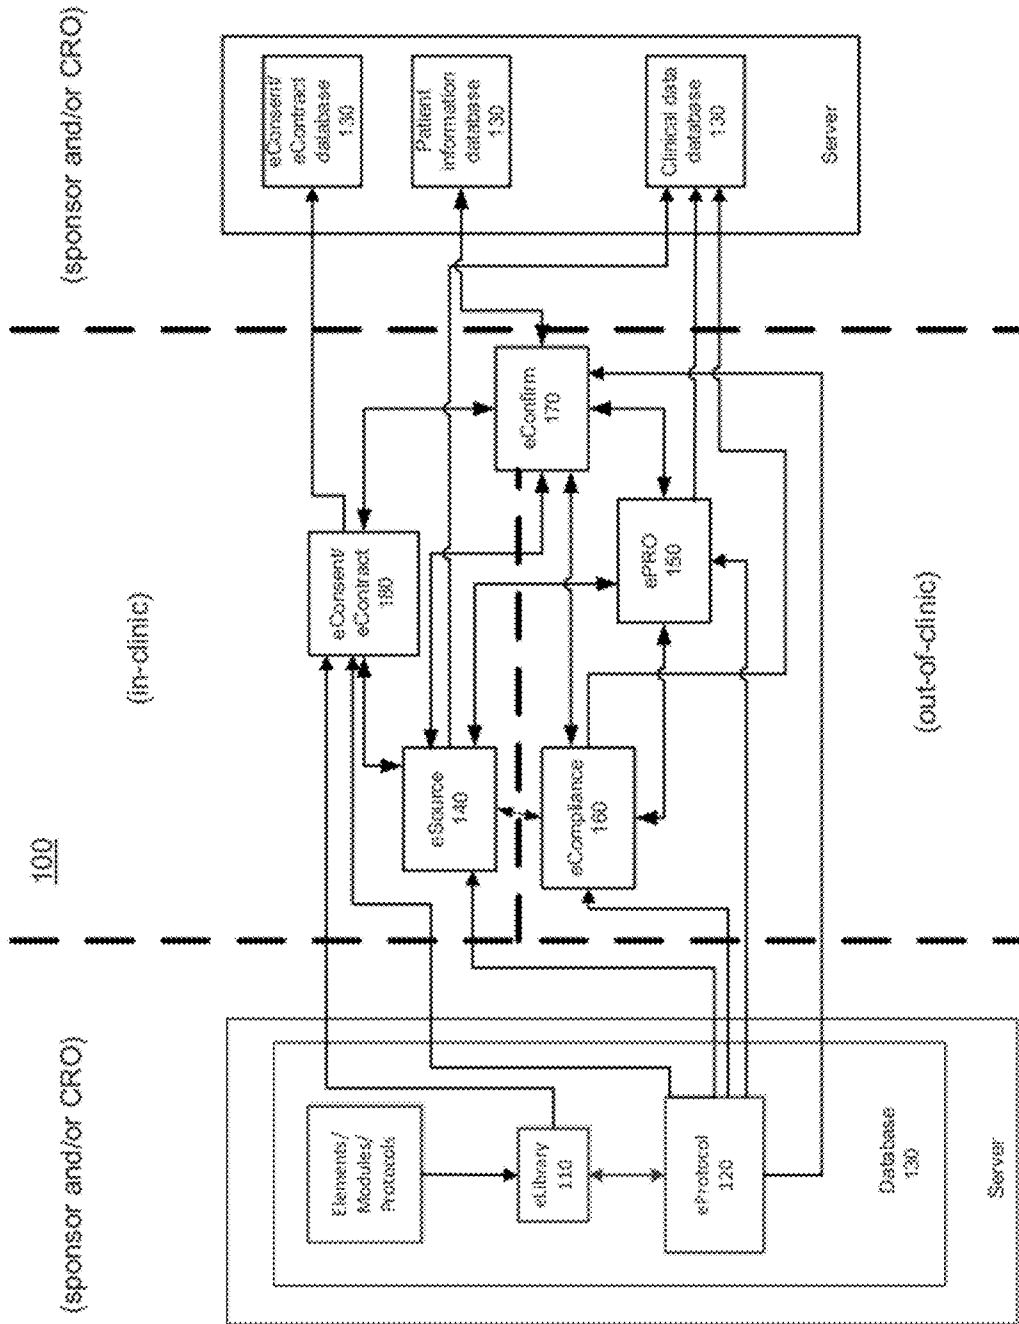 100
(sponsor and/or CRO)
(in-clinic)
(sponsor and/or CRO)
Elements/
Modules/
Protocols
eLibrary
110
eProtocol
120
Database
130
Server
eConsent/
eContract
180
eSource
140
eCompliance
160
eConfirm
170
ePRO
150
(out-of-clinic)
eConsent/
eContract
database
130
Patient
information
database
130
Clinical data
database
130
Server